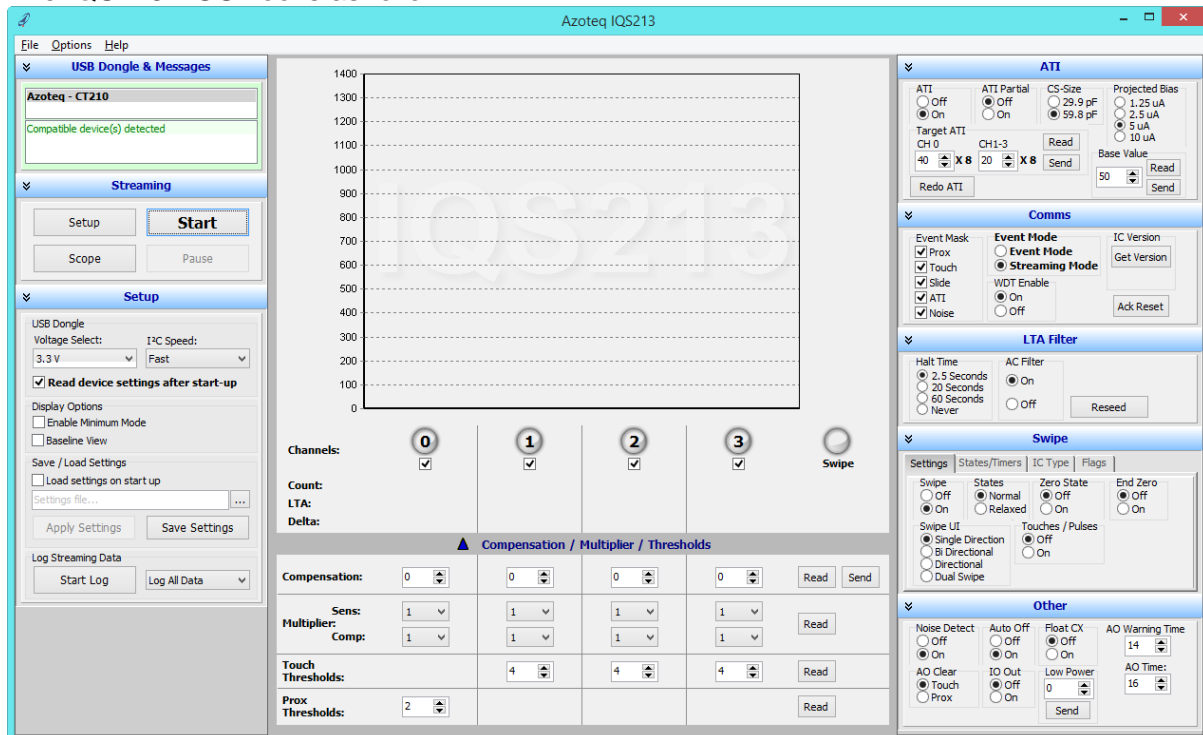 Azoteq IQS213
File Options Help
USB Dongle & Messages
Azoteq - CT210
Compatible device(s) detected
Streaming
Setup Start
Scope Pause
Setup
USB Dongle
Voltage Select: I²C Speed:
3.3 V Fast
Read device settings after start-up
Display Options
Enable Minimum Mode
Baseline View
Save / Load Settings
Load settings on start up
Settings file... ...
Apply Settings Save Settings
Log Streaming Data
Start Log Log All Data
1400
1300
1200
1100
1000
900
800
700
600
500
400
300
200
100
0
IQS213
Channels: 0 1 2 3 Swipe
Count:
LTA:
Delta:
Compensation / Multiplier / Thresholds
Compensation: 0 0 0 0 Read Send
Sens: 1 1 1 1
Multiplier: Read
Comp: 1 1 1 1
Touch
Thresholds: 4 4 4 Read
Prox
Thresholds: 2 Read
ATI
ATI ATI Partial CS-Size Projected Bias
Off Off 29.9 pF 1.25 uA
On On 59.8 pF 2.5 uA
5 uA
10 uA
Target ATI
CH 0 CH1-3 Read
40 X 8 20 X 8 Send
Base Value
50 Read
Send
Redo ATI
Comms
Event Mask Event Mode IC Version
Prox Event Mode Get Version
Touch Streaming Mode
Slide WDT Enable
ATI On Ack Reset
Noise Off
LTA Filter
Halt Time AC Filter
2.5 Seconds On
20 Seconds
60 Seconds Off Reseed
Never
Swipe
Settings States/Timers IC Type Flags
Swipe States Zero State End Zero
Off Normal Off Off
On Relaxed On On
Swipe UI Touches / Pulses
Single Direction Off
Bi Directional On
Directional
Dual Swipe
Other
Noise Detect Auto Off Float CX AO Warning Time
Off Off Off 14
On On On
AO Clear IO Out Low Power AO Time:
Touch Off 0 16
Prox On Send